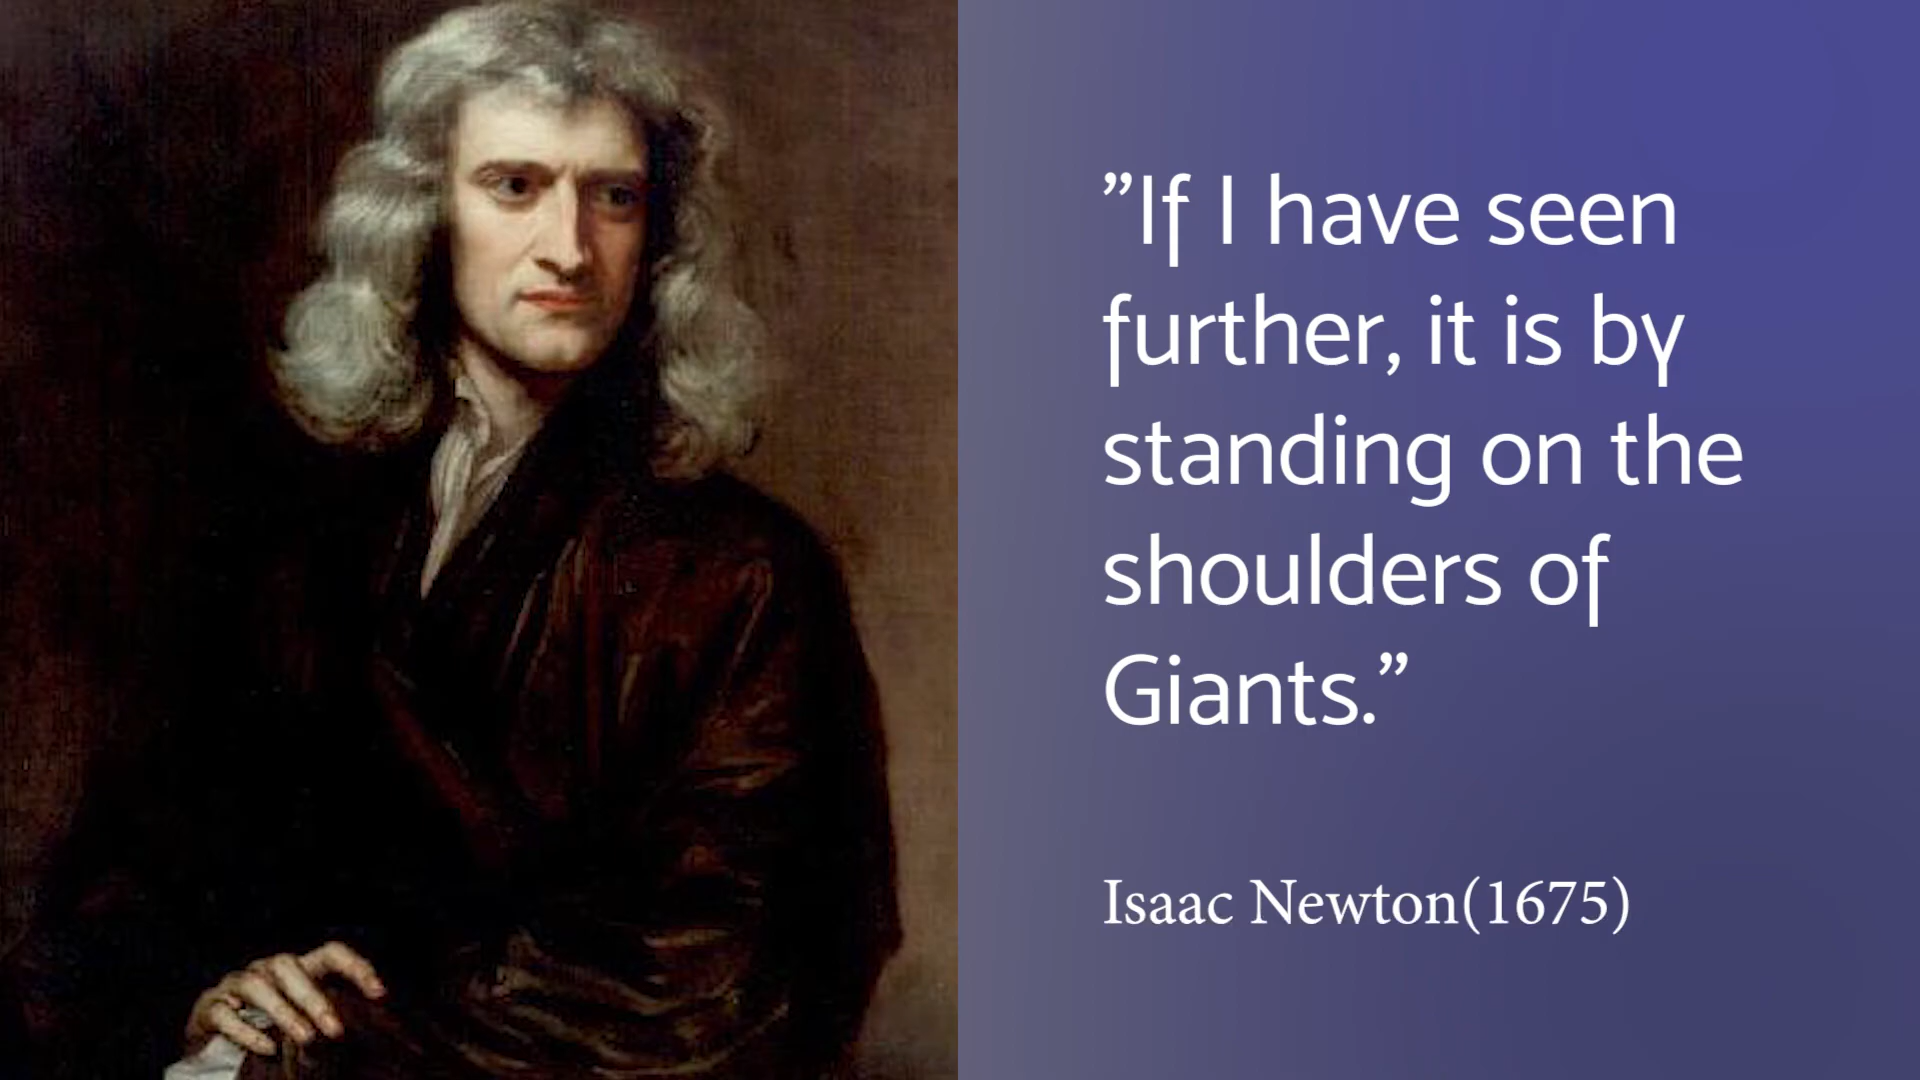 ”If I have seen
further, it is by
standing on the
shoulders of
Giants.”
Isaac Newton(1675)